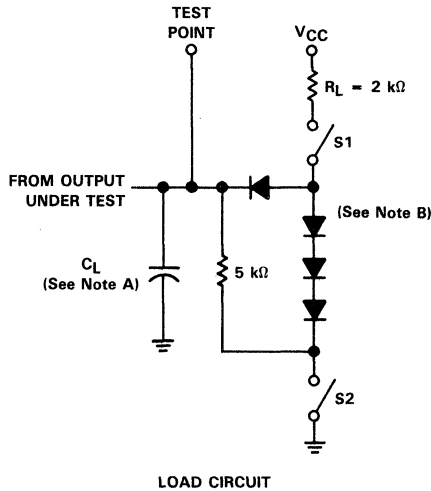 TEST
POINT
VCC
RL = 2 kΩ
S1
FROM OUTPUT
UNDER TEST
(See Note B)
CL
(See Note A)
5 kΩ
S2
LOAD CIRCUIT